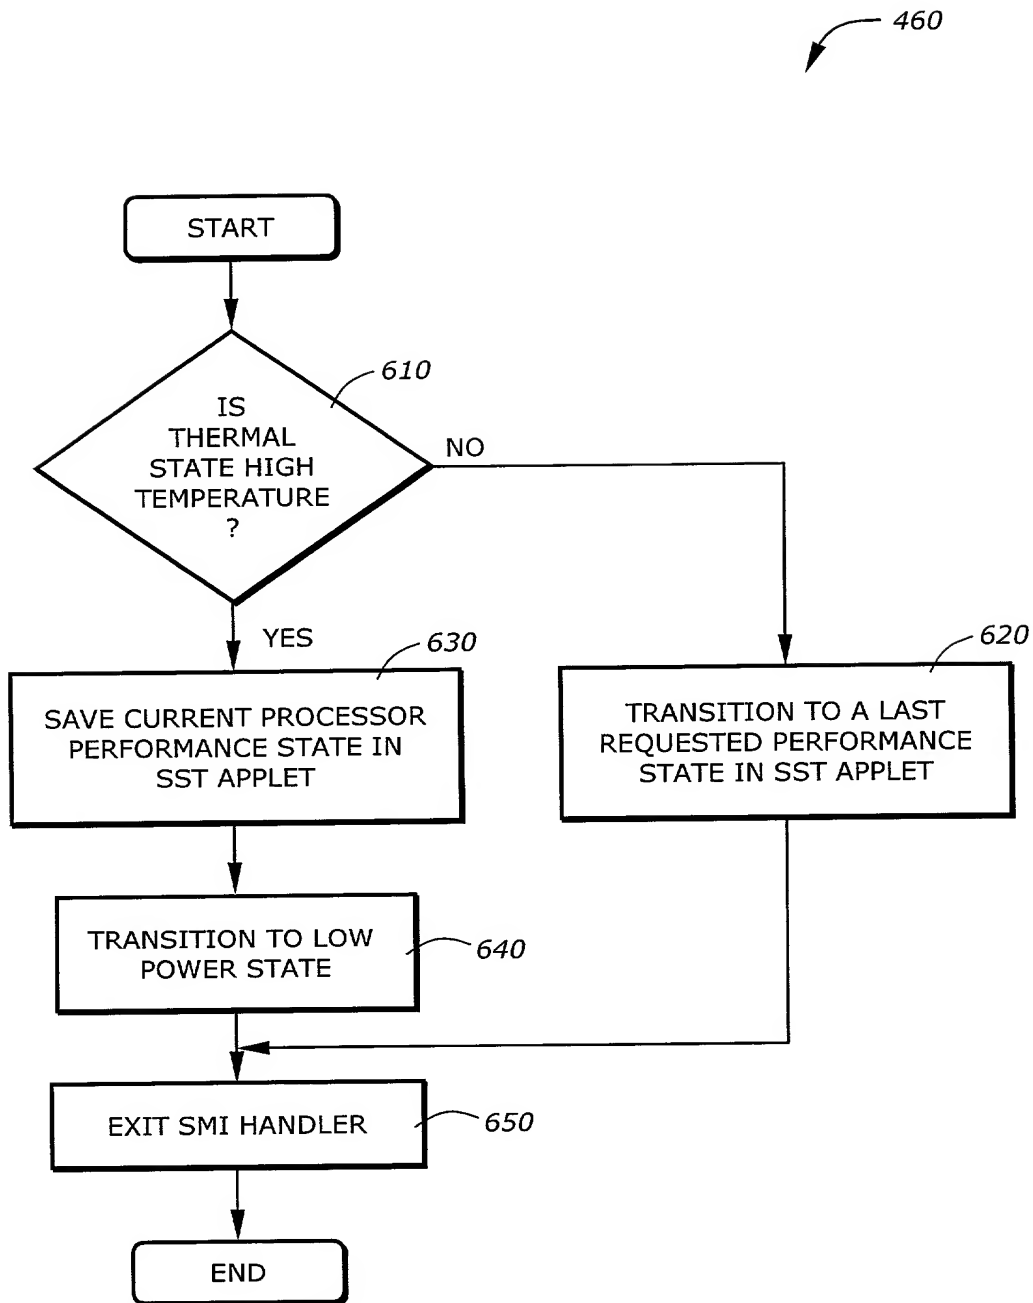 460
START
610
IS
THERMAL
STATE HIGH
TEMPERATURE
?
NO
YES
630
SAVE CURRENT PROCESSOR
PERFORMANCE STATE IN
SST APPLET
620
TRANSITION TO A LAST
REQUESTED PERFORMANCE
STATE IN SST APPLET
TRANSITION TO LOW
POWER STATE
640
EXIT SMI HANDLER
650
END